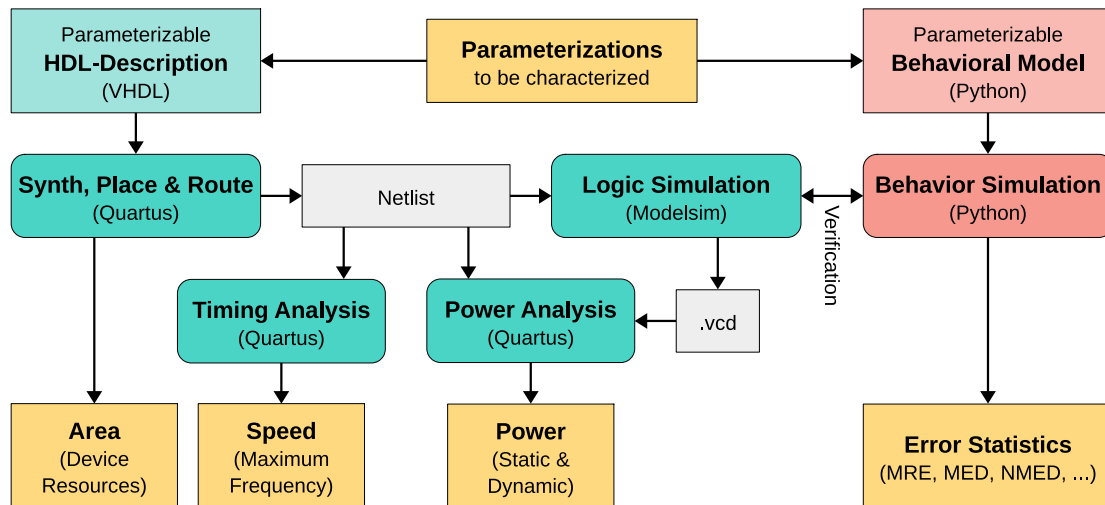 Parameterizable
HDL-Description
(VHDL)
Parameterizations
to be characterized
Parameterizable
Behavioral Model
(Python)
Synth, Place & Route
(Quartus)
Netlist
Logic Simulation
(Modelsim)
Verification
Behavior Simulation
(Python)
Timing Analysis
(Quartus)
Power Analysis
(Quartus)
.vcd
Area
(Device
Resources)
Speed
(Maximum
Frequency)
Power
(Static &
Dynamic)
Error Statistics
(MRE, MED, NMED, ...)